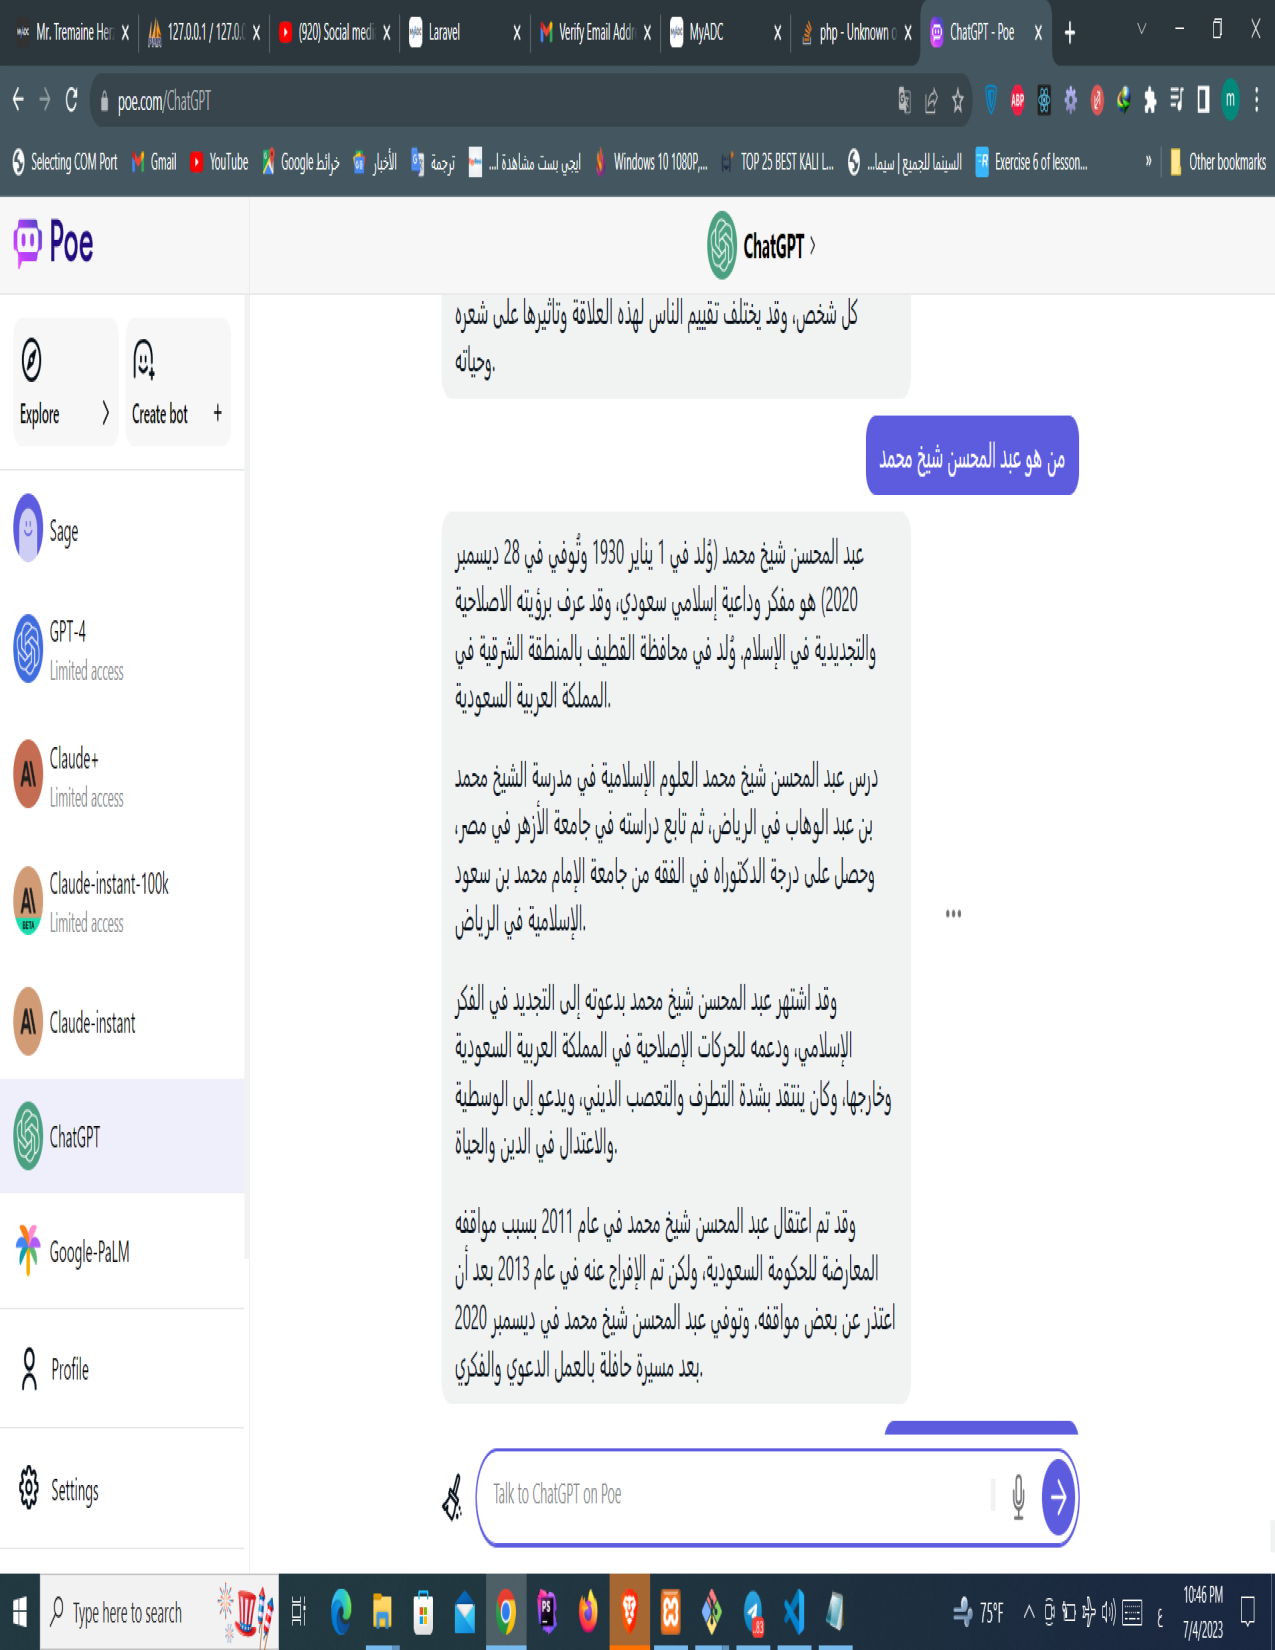 Mr. Tremaine Her
127.0.0.1 / 127.0.0
(920) Social medi
Laravel
Verify Email Addr
MyADC
php - Unknown c
ChatGPT - Poe
poe.com/ChatGPT
Selecting COM Port
Gmail
YouTube
خرائط Google
الأخبار
ترجمة
ايجي بست مشاهدة ا...
Windows 10 1080P,...
TOP 25 BEST KALI L...
السينما للجميع | سيما...
Exercise 6 of lesson...
»
Other bookmarks
Poe
ChatGPT
Explore
Create bot +
Sage
GPT-4
Limited access
Claude+
Limited access
Claude-instant-100k
Limited access
BETA
Claude-instant
ChatGPT
Google-PaLM
Profile
Settings
كل شخص، وقد يختلف تقييم الناس لهذه العلاقة وتأثيرها على شعره
وحياته.
من هو عبد المحسن شيخ محمد
عبد المحسن شيخ محمد (وُلد في 1 يناير 1930 وتُوفي في 28 ديسمبر
2020) هو مفكر وداعية إسلامي سعودي، وقد عرف برؤيته الاصلاحية
والتجديدية في الإسلام. وُلد في محافظة القطيف بالمنطقة الشرقية في
المملكة العربية السعودية.
درس عبد المحسن شيخ محمد العلوم الإسلامية في مدرسة الشيخ محمد
بن عبد الوهاب في الرياض، ثم تابع دراسته في جامعة الأزهر في مصر،
وحصل على درجة الدكتوراه في الفقه من جامعة الإمام محمد بن سعود
الإسلامية في الرياض.
وقد اشتهر عبد المحسن شيخ محمد بدعوته إلى التجديد في الفكر
الإسلامي، ودعمه للحركات الإصلاحية في المملكة العربية السعودية
وخارجها، وكان ينتقد بشدة التطرف والتعصب الديني، ويدعو إلى الوسطية
والاعتدال في الدين والحياة.
وقد تم اعتقال عبد المحسن شيخ محمد في عام 2011 بسبب مواقفه
المعارضة للحكومة السعودية، ولكن تم الإفراج عنه في عام 2013 بعد أن
اعتذر عن بعض مواقفه. وتوفي عبد المحسن شيخ محمد في ديسمبر 2020
بعد مسيرة حافلة بالعمل الدعوي والفكري.
Talk to ChatGPT on Poe
Type here to search
75°F
ع
10:46 PM
7/4/2023